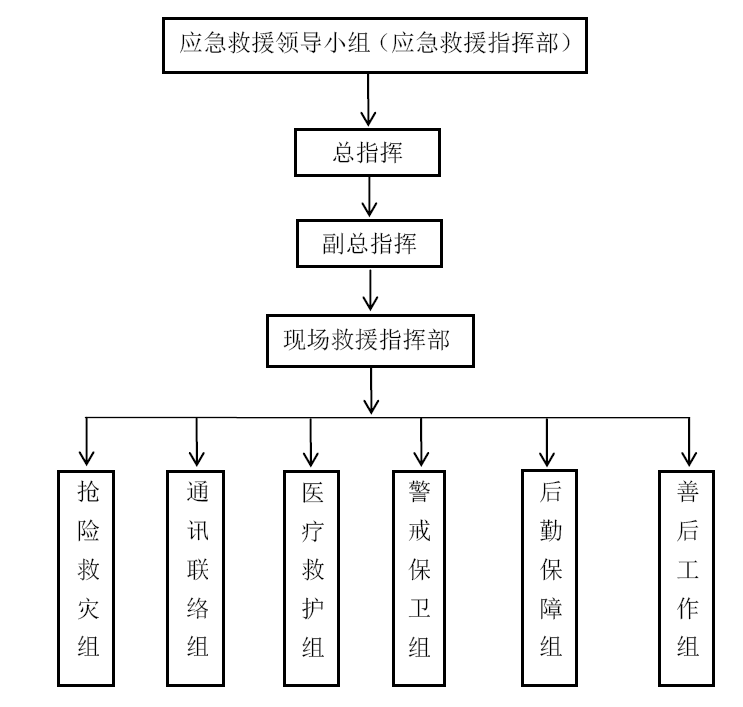 应急救援领导小组（应急救援指挥部）
总指挥
副总指挥
现场救援指挥部
抢险救灾组
通讯联络组
医疗救护组
警戒保卫组
后勤保障组
善后工作组